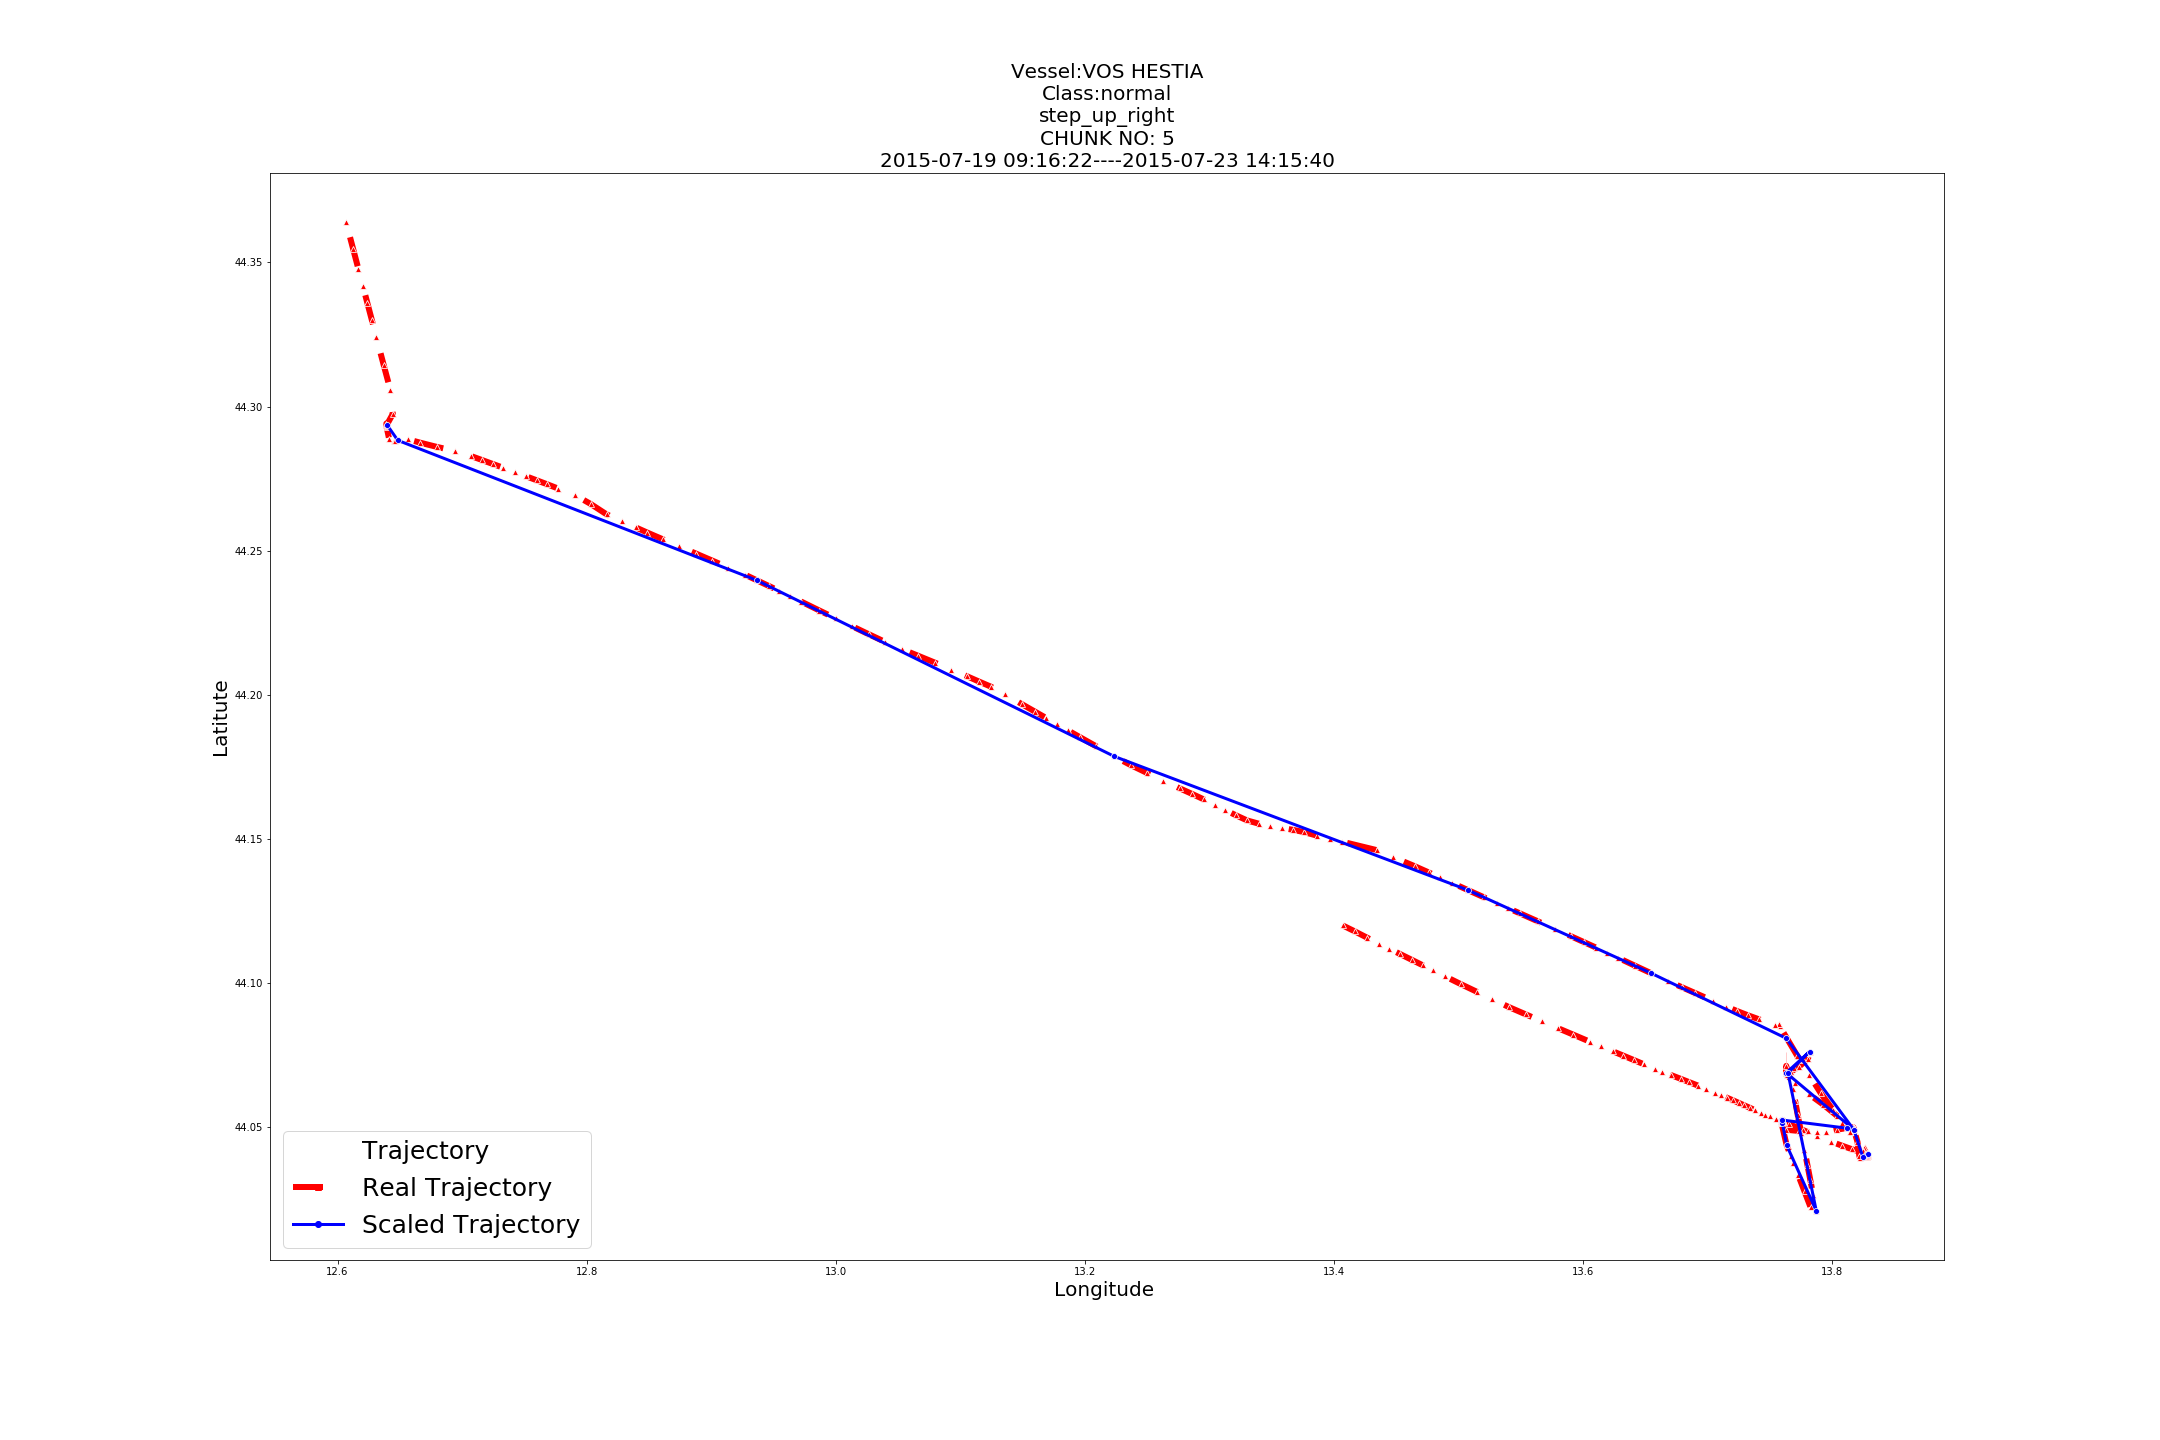 Vessel:VOS HESTIA
Class:normal
step_up_right
CHUNK NO: 5
2015-07-19 09:16:22----2015-07-23 14:15:40
Latitute
44.35
44.30
44.25
44.20
44.15
44.10
44.05
Trajectory
Real Trajectory
Scaled Trajectory
12.6
12.8
13.0
13.2
13.4
13.6
13.8
Longitude